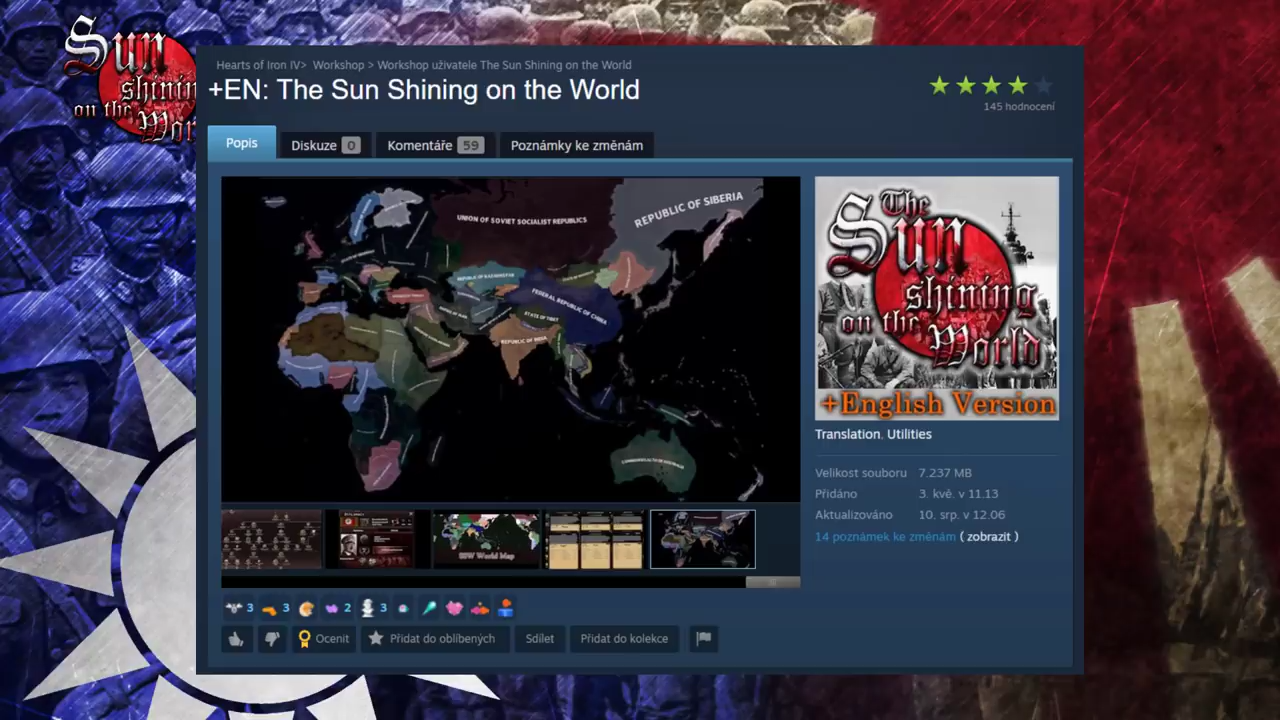 Sun
shining
on the
Wor
Hearts of Iron IV> Workshop > Workshop uživatele The Sun Shining on the World
+EN: The Sun Shining on the World
145 hodnocení
Popis
Diskuze 0
Komentáře 59
Poznámky ke změnám
UNION OF SOVIET SOCIALIST REPUBLICS
REPUBLIC OF SIBERIA
REPUBLIC OF KAZAKHSTAN
FEDERAL REPUBLIC OF CHINA
STATE OF TIBET
REPUBLIC OF INDIA
COMMONWEALTH OF AUSTRALIA
The
Sun
shining
on the
World
+English Version
Translation, Utilities
Velikost souboru 7.237 MB
Přidáno 3. kvě. v 11.13
Aktualizováno 10. srp. v 12.06
14 poznámek ke změnám ( zobrazit )
SSW World Map
3 3 2 3
Ocenit
Přidat do oblíbených
Sdílet
Přidat do kolekce